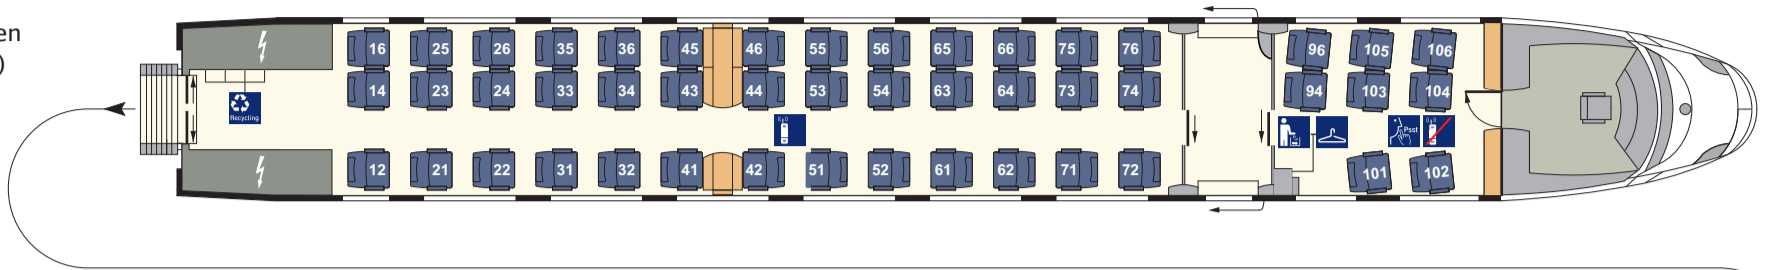 en
)
16 25 26 35 36 45 46 55 56 65 66 75 76 96 105 106
14 23 24 33 34 43 44 53 54 63 64 73 74 94 103 104
Recycling
Psst
12 21 22 31 32 41 42 51 52 61 62 71 72 101 102